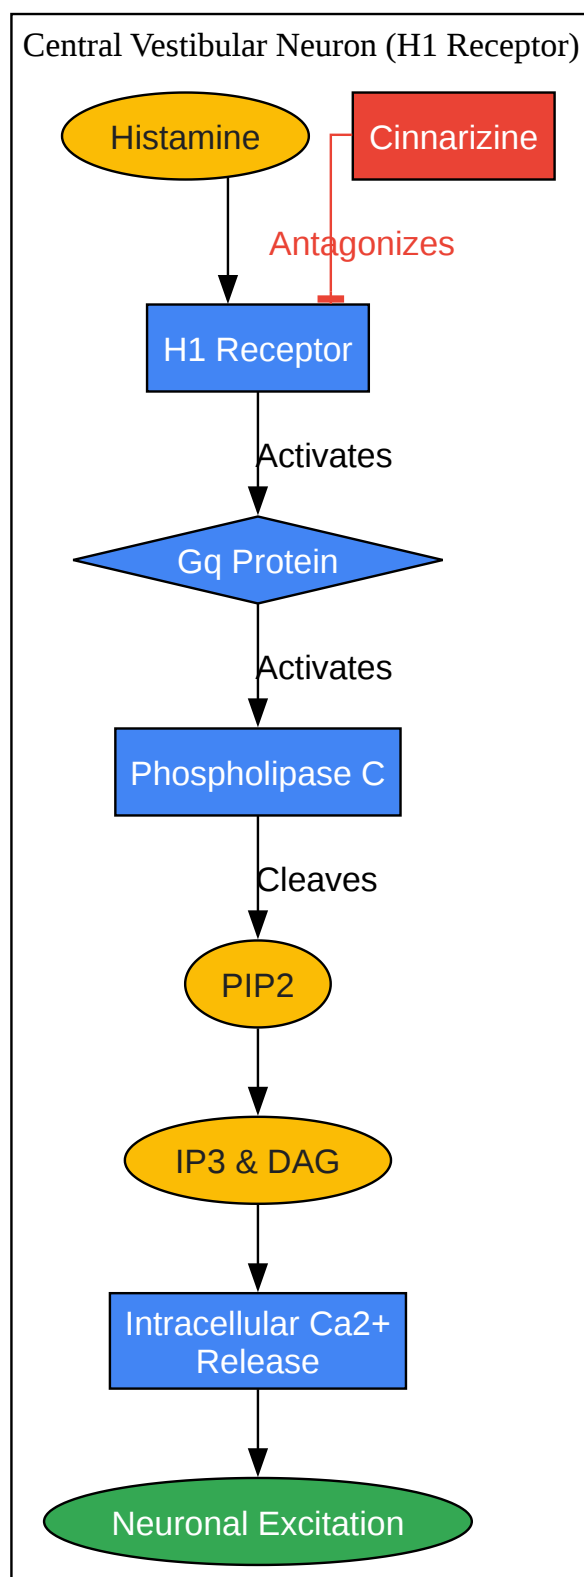 Central Vestibular Neuron (H1 Receptor)
Histamine
Cinnarizine
Antagonizes
H1 Receptor
Activates
Gq Protein
Activates
Phospholipase C
Cleaves
PIP2
IP3 & DAG
Intracellular Ca2+
Release
Neuronal Excitation